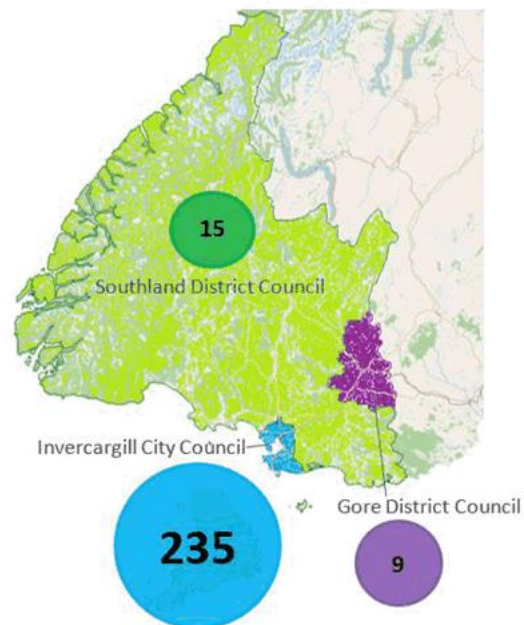 15
Southland District Council
Invercargill City Council
Gore District Council
235
9